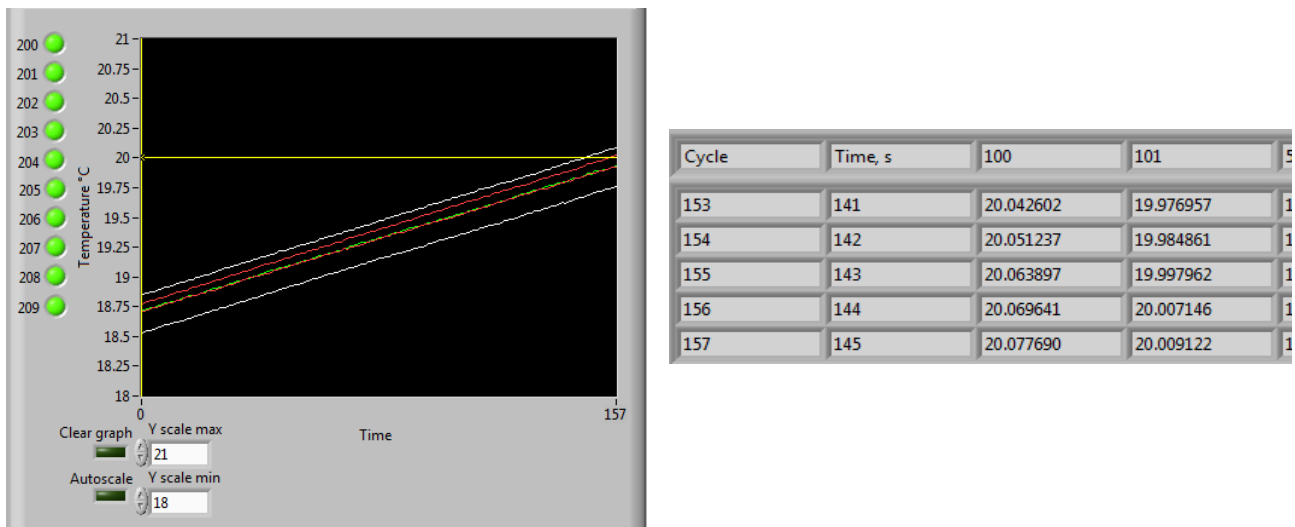 200
201
202
203
204
205
206
207
208
209
Temperature °C
21
20.75
20.5
20.25
20
19.75
19.5
19.25
19
18.75
18.5
18.25
18
0 157
Time
Clear graph Y scale max
21
Autoscale Y scale min
18
Cycle Time, s 100 101
153 141 20.042602 19.976957
154 142 20.051237 19.984861
155 143 20.063897 19.997962
156 144 20.069641 20.007146
157 145 20.077690 20.009122